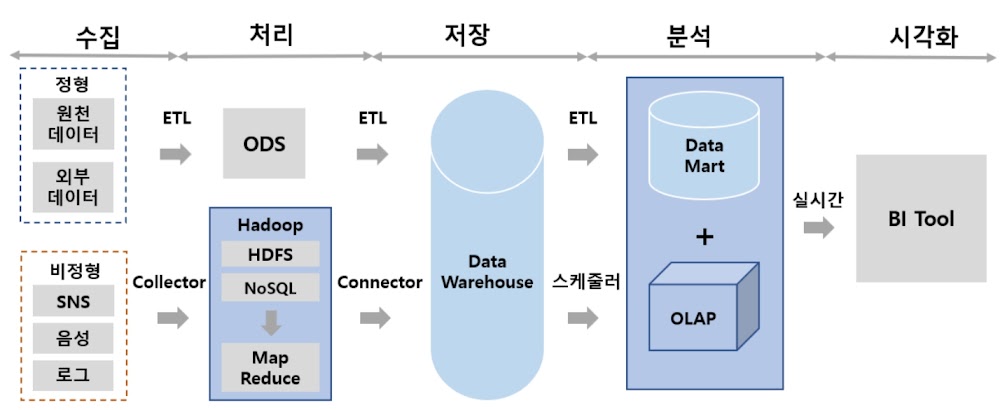 수집
처리
저장
분석
시각화
정형
원천
데이터
외부
데이터
ETL
ODS
ETL
Data
Warehouse
ETL
Data
Mart
+
OLAP
실시간
BI Tool
비정형
SNS
음성
로그
Collector
Hadoop
HDFS
NoSQL
Map
Reduce
Connector
스케줄러